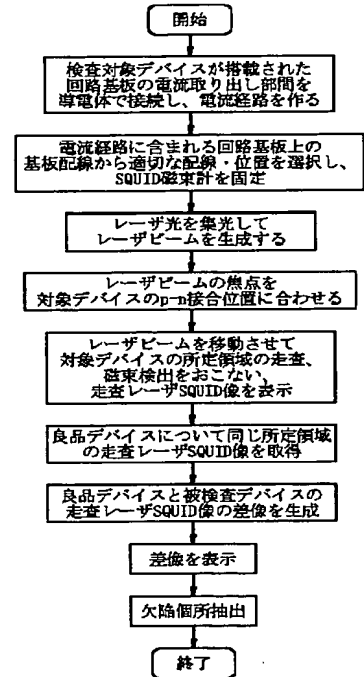 開始
検査対象デバイスが搭載された
回路基板の電流取り出し部間を
導電体で接続し、電流経路を作る
電流経路に含まれる回路基板上の
基板配線から適切な配線・位置を選択し、
SQUID磁束計を固定
レーザ光を集光して
レーザビームを生成する
レーザビームの焦点を
対象デバイスのp-n接合位置に合わせる
レーザビームを移動させて
対象デバイスの所定領域の走査、
磁束検出をおこない、
走査レーザSQUID像を表示
良品デバイスについて同じ所定領域
の走査レーザSQUID像を取得
良品デバイスと被検査デバイスの
走査レーザSQUID像の差像を生成
差像を表示
欠陥個所抽出
終了